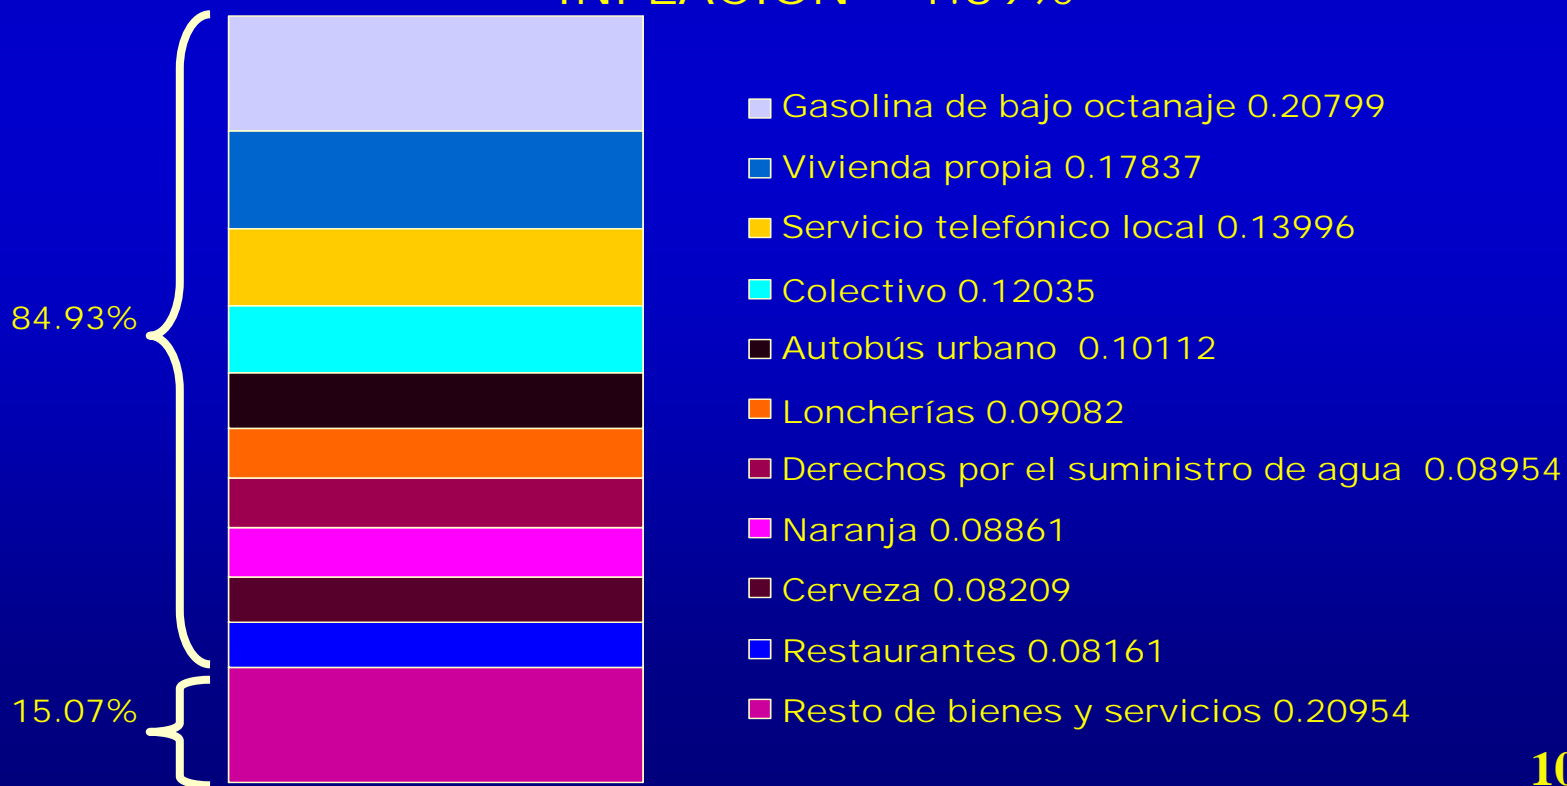 Gasolina de bajo octanaje 0.20799
Vivienda propia 0.17837
Servicio telefónico local 0.13996
Colectivo 0.12035
84.93%
Autobús urbano 0.10112
Loncherías 0.09082
Derechos por el suministro de agua 0.08954
Naranja 0.08861
Cerveza 0.08209
Restaurantes 0.08161
15.07%
Resto de bienes y servicios 0.20954